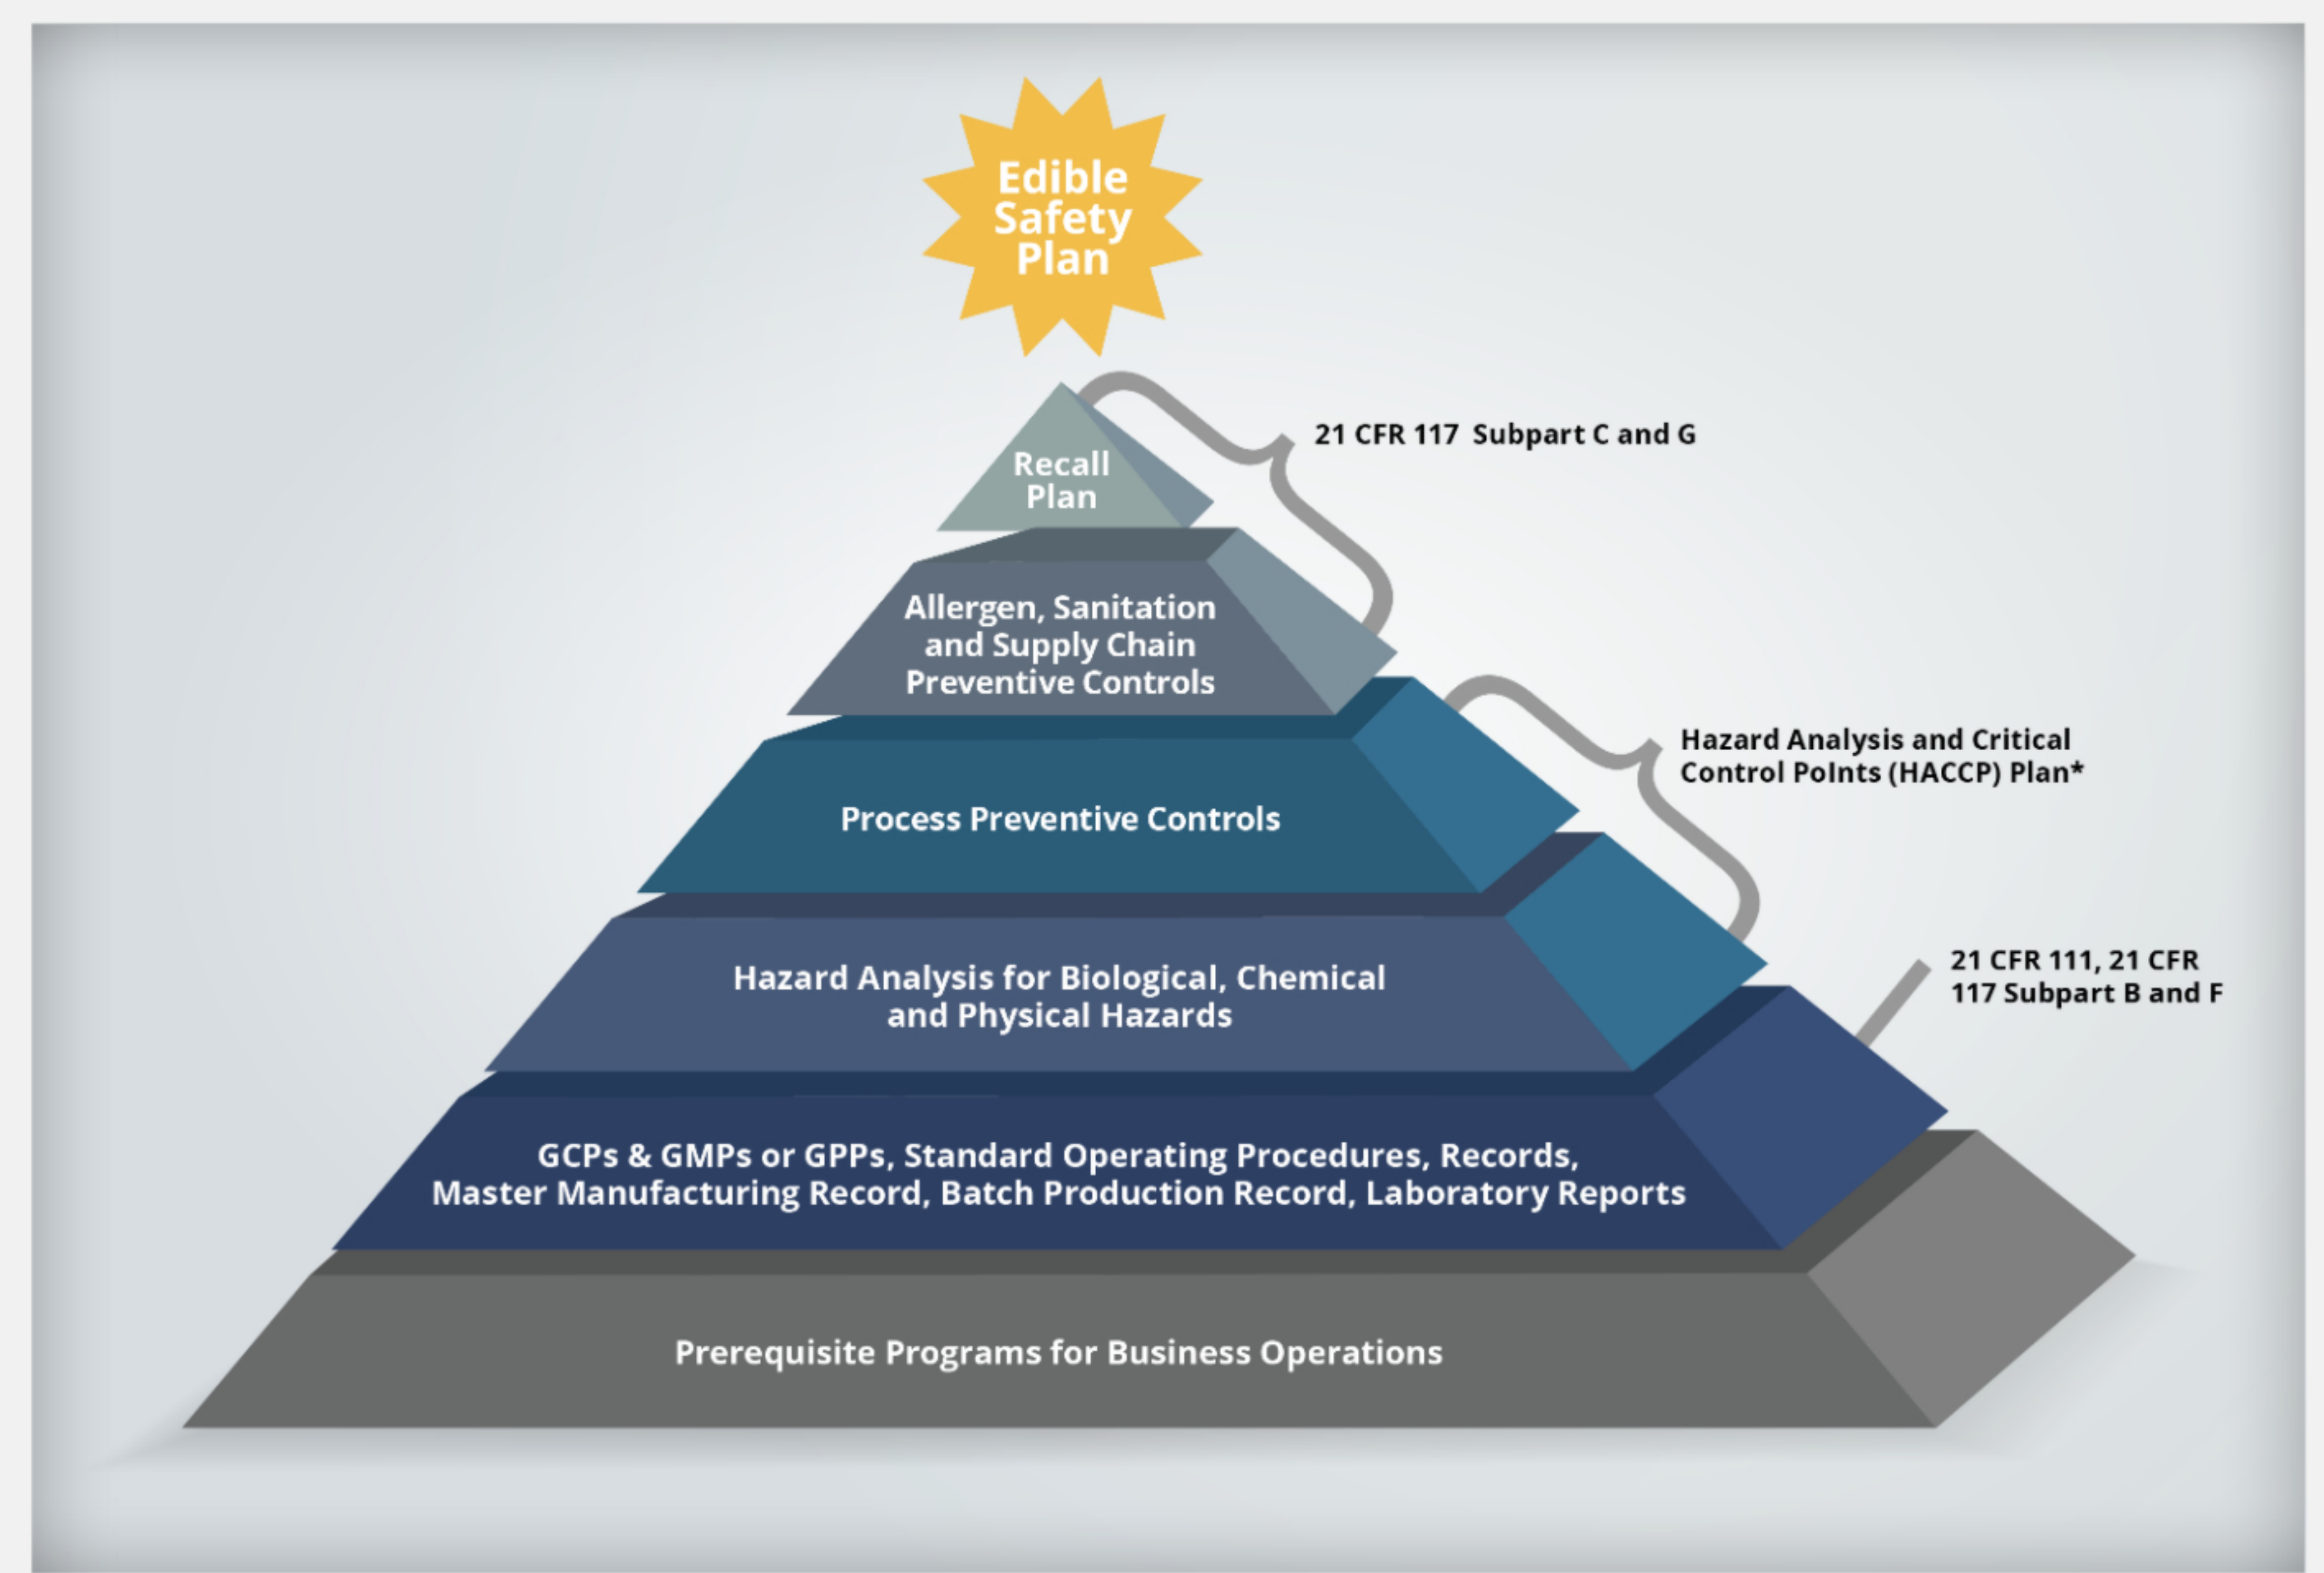 Edible
Safety
Plan
Recall
Plan
21 CFR 117 Subpart C and G
Allergen, Sanitation
and Supply Chain
Preventive Controls
Hazard Analysis and Critical
Control PoInts (HACCP) Plan*
Process Preventive Controls
Hazard Analysis for Biological, Chemical
and Physical Hazards
21 CFR 111, 21 CFR
117 Subpart B and F
GCPs & GMPs or GPPs, Standard Operating Procedures, Records,
Master Manufacturing Record, Batch Production Record, Laboratory Reports
Prerequisite Programs for Business Operations